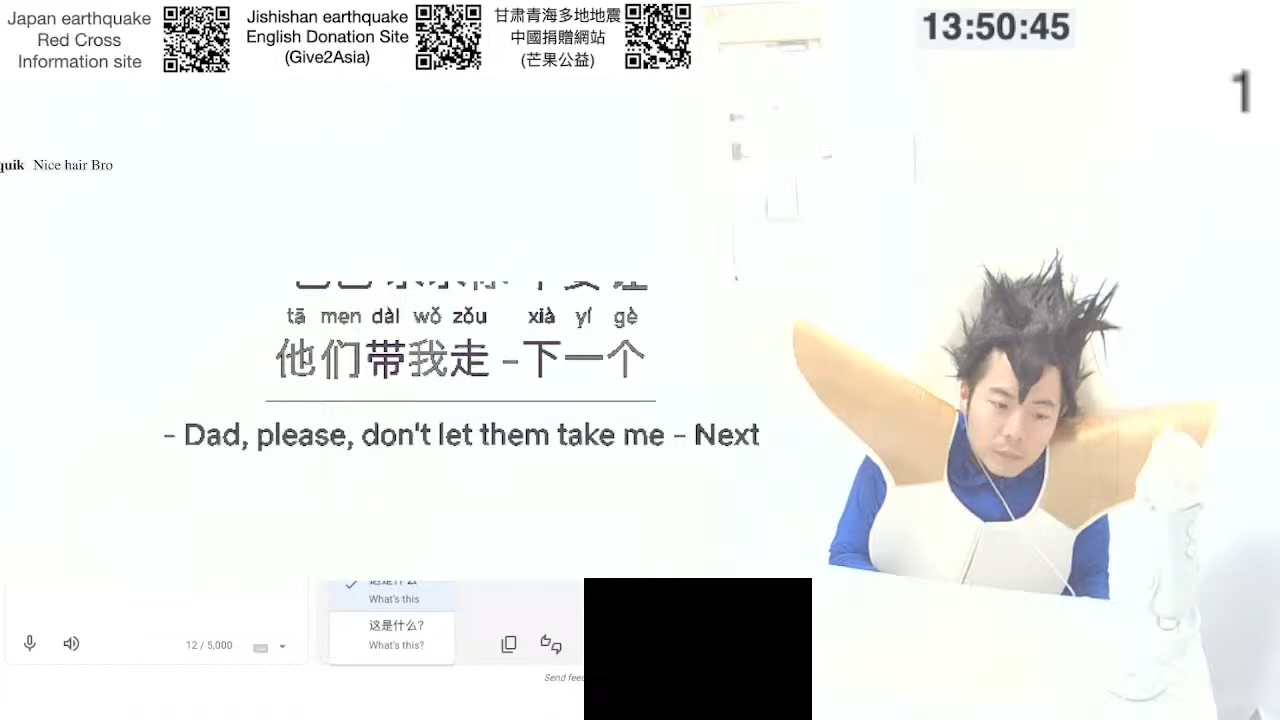 Japan earthquake
Red Cross
Information site
Jishishan earthquake
English Donation Site
(Give2Asia)
甘肅青海多地地震
中國捐贈網站
(芒果公益)
13:50:45
1
quik Nice hair Bro
tā men dài wǒ zǒu xià yí gè
他们带我走 -下一个
- Dad, please, don't let them take me - Next
What's this
这是什么?
What's this?
12 / 5,000
Send feed